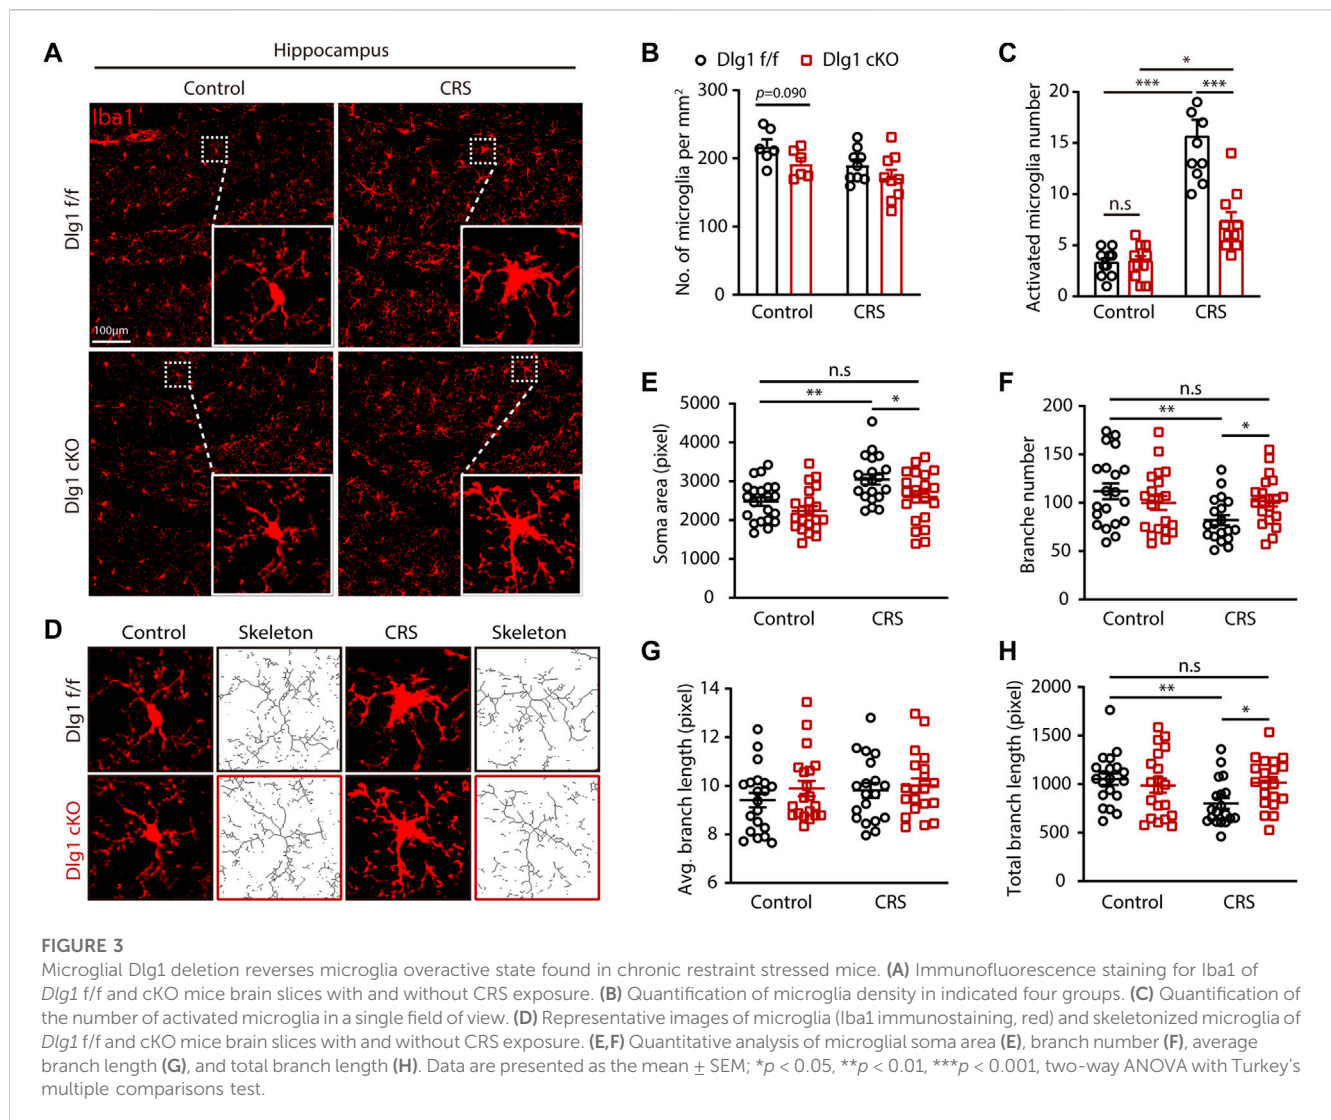 A
Hippocampus
Control
CRS
Iba1
Dlg1 f/f
100μm
Dlg1 cKO
B
Dlg1 f/f
Dlg1 cKO
No. of microglia per mm²
300
200
100
0
p=0.090
Control
CRS
C
Activated microglia number
20
15
10
5
0
*
***
***
n.s
Control
CRS
D
Control
Skeleton
CRS
Skeleton
Dlg1 f/f
Dlg1 cKO
E
Soma area (pixel)
5000
4000
3000
2000
1000
0
n.s
**
*
Control
CRS
F
Branche number
200
150
100
50
0
n.s
**
*
Control
CRS
G
Avg. branch length (pixel)
14
12
10
8
6
Control
CRS
H
Total branch length (pixel)
2000
1500
1000
500
0
n.s
**
*
Control
CRS
FIGURE 3
Microglial Dlg1 deletion reverses microglia overactive state found in chronic restraint stressed mice. (A) Immunofluorescence staining for Iba1 of
Dlg1 f/f and cKO mice brain slices with and without CRS exposure. (B) Quantification of microglia density in indicated four groups. (C) Quantification of
the number of activated microglia in a single field of view. (D) Representative images of microglia (Iba1 immunostaining, red) and skeletonized microglia of
Dlg1 f/f and cKO mice brain slices with and without CRS exposure. (E,F) Quantitative analysis of microglial soma area (E), branch number (F), average
branch length (G), and total branch length (H). Data are presented as the mean ± SEM; *p < 0.05, **p < 0.01, ***p < 0.001, two-way ANOVA with Turkey's
multiple comparisons test.